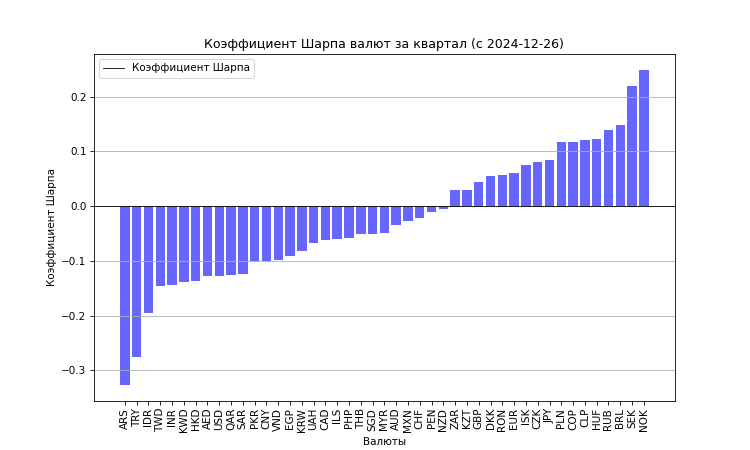 Коэффициент Шарпа валют за квартал (с 2024-12-26)
Коэффициент Шарпа
Коэффициент Шарпа
0.2
0.1
0.0
−0.1
−0.2
−0.3
ARS
TRY
IDR
TWD
INR
KWD
HKD
AED
USD
QAR
SAR
PKR
CNY
VND
EGP
KRW
UAH
CAD
ILS
PHP
THB
SGD
MYR
AUD
MXN
CHF
PEN
NZD
ZAR
KZT
GBP
DKK
RON
EUR
ISK
CZK
JPY
PLN
COP
CLP
HUF
RUB
BRL
SEK
NOK
Валюты